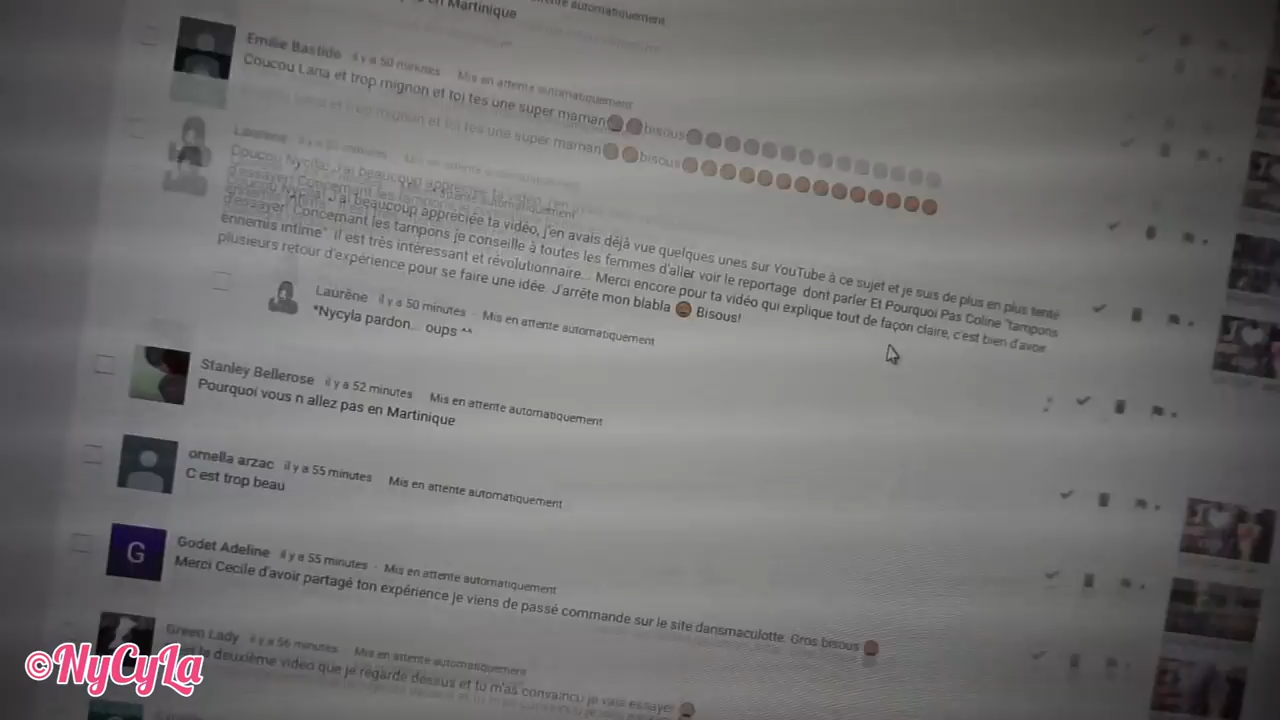 en Martinique
automatiquement
Emilie Bastide il y a 50 minutes Mis en attente automatiquement
Coucou Lana et trop mignon et toi tes une super maman bisous
Laurène
Coucou Nycila! J'ai beaucoup appréciée ta vidéo, j'en avais déjà vue quelques unes sur YouTube à ce sujet et je suis de plus en plus tenté
d'essayer! Concernant les tampons je conseille à toutes les femmes d'aller voir le reportage dont parler Et Pourquoi Pas Coline "tampons
ennemis intime" il est très intéressant et révolutionnaire... Merci encore pour ta vidéo qui explique tout de façon claire, c'est bien d'avoir
plusieurs retour d'expérience pour se faire une idée. J'arrête mon blabla Bisous!
Laurène il y a 50 minutes · Mis en attente automatiquement
*Nycyla pardon... oups ^^
Stanley Bellerose il y a 52 minutes Mis en attente automatiquement
Pourquoi vous n allez pas en Martinique
ornella arzac il y a 55 minutes Mis en attente automatiquement
C est trop beau
G
Godet Adeline il y a 55 minutes · Mis en attente automatiquement
Merci Cecile d'avoir partagé ton expérience je viens de passé commande sur le site dansmaculotte. Gros bisous
Green Lady il y a 56 minutes Mis en attente automatiquement
la deuxième vidéo que je regarde dessus et tu m'as convaincu je vais essayer
©NyCyLa